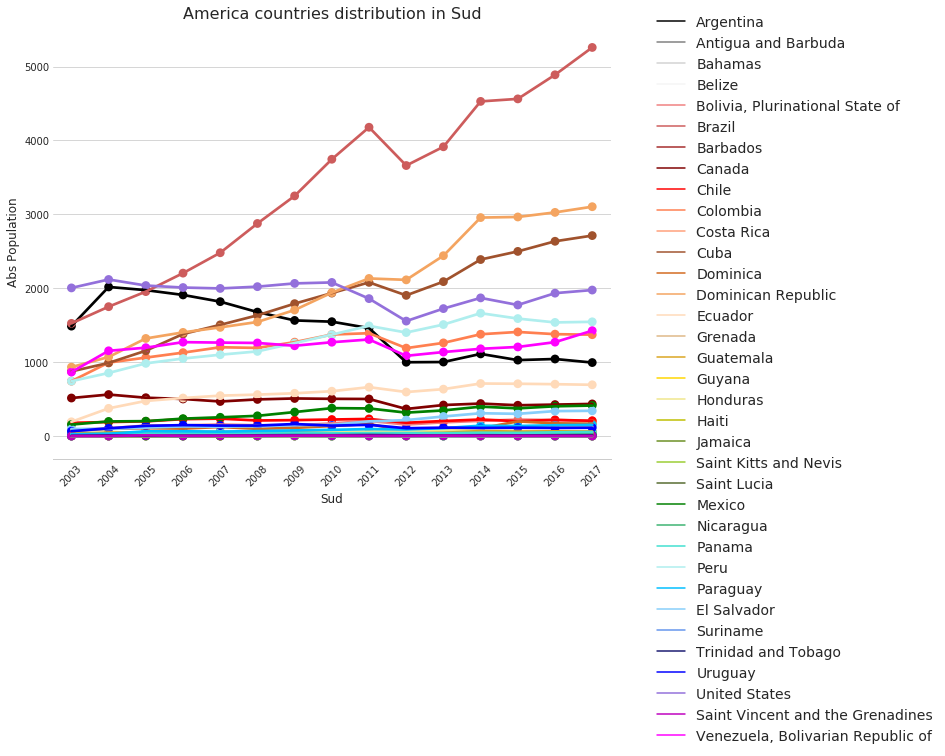 America countries distribution in Sud
Abs Population
5000
4000
3000
2000
1000
0
2003
2004
2005
2006
2007
2008
2009
2010
2011
2012
2013
2014
2015
2016
2017
Sud
Argentina
Antigua and Barbuda
Bahamas
Belize
Bolivia, Plurinational State of
Brazil
Barbados
Canada
Chile
Colombia
Costa Rica
Cuba
Dominica
Dominican Republic
Ecuador
Grenada
Guatemala
Guyana
Honduras
Haiti
Jamaica
Saint Kitts and Nevis
Saint Lucia
Mexico
Nicaragua
Panama
Peru
Paraguay
El Salvador
Suriname
Trinidad and Tobago
Uruguay
United States
Saint Vincent and the Grenadines
Venezuela, Bolivarian Republic of